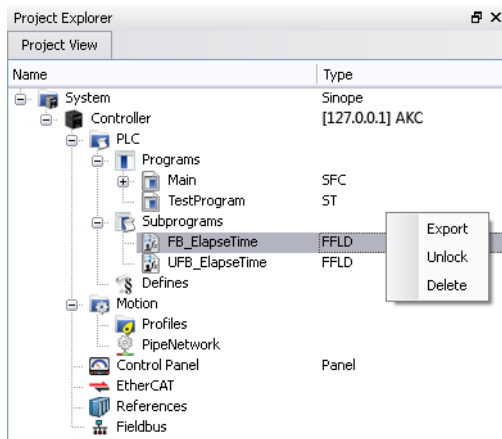 Project Explorer
Project View
Name Type
System Sinope
Controller [127.0.0.1] AKC
PLC
Programs
Main SFC
TestProgram ST
Subprograms
FB_ElapseTime FFLD
UFB_ElapseTime FFLD
Defines
Motion
Profiles
PipeNetwork
Control Panel Panel
EtherCAT
References
Fieldbus
Export
Unlock
Delete